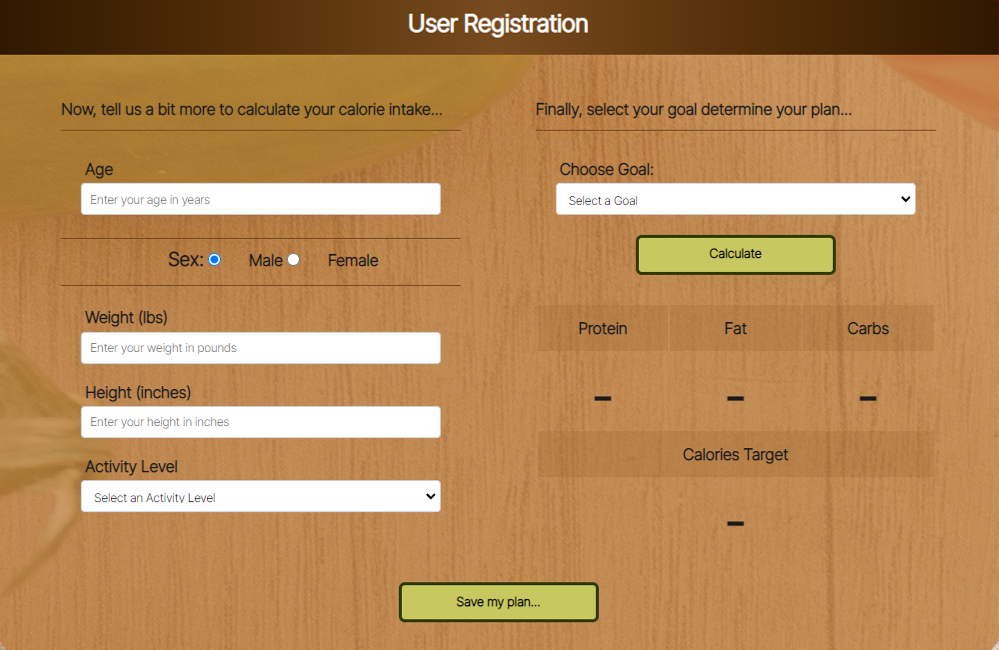 User Registration
Now, tell us a bit more to calculate your calorie intake...
Age
Enter your age in years
Sex: Male Female
Weight (lbs)
Enter your weight in pounds
Height (inches)
Enter your height in inches
Activity Level
Select an Activity Level
Finally, select your goal determine your plan...
Choose Goal:
Select a Goal
Calculate
Protein Fat Carbs
- - -
Calories Target
-
Save my plan...